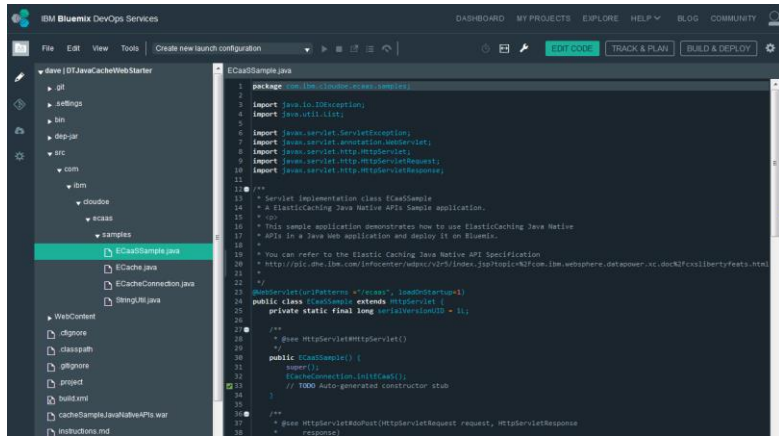 IBM Bluemix DevOps Services
DASHBOARD MY PROJECTS EXPLORE HELP BLOG COMMUNITY
File Edit View Tools Create new launch configuration EDIT CODE TRACK & PLAN BUILD & DEPLOY
dave | DTJavaCacheWebStarter
.git
.settings
bin
dep-jar
src
com
ibm
cloudoe
ecaas
samples
ECaaSSample.java
ECache.java
ECacheConnection.java
StringUtil.java
WebContent
.cfignore
.classpath
.gitignore
.project
build.xml
cacheSampleJavaNativeAPIs.war
instructions.md
ECaaSSample.java
1 package com.ibm.cloudoe.ecaas.samples;
2
3 import java.io.IOException;
4 import java.util.List;
5
6 import javax.servlet.ServletException;
7 import javax.servlet.annotation.WebServlet;
8 import javax.servlet.http.HttpServlet;
9 import javax.servlet.http.HttpServletRequest;
10 import javax.servlet.http.HttpServletResponse;
11
12 /**
13 * Servlet implementation class ECaaSSample
14 * A ElasticCaching Java Native APIs Sample application.
15 * <p>
16 * This sample application demonstrates how to use ElasticCaching Java Native
17 * APIs in a Java Web application and deploy it on Bluemix.
18 *
19 * You can refer to the Elastic Caching Java Native API Specification
20 * http://pic.dhe.ibm.com/infocenter/wdpxc/v2r5/index.jsp?topic=%2Fcom.ibm.websphere.datapower.xc.doc%2Fcxslibertyfeats.html
21 *
22 */
23 @WebServlet(urlPatterns ="/ecaas", loadOnStartup=1)
24 public class ECaaSSample extends HttpServlet {
25 private static final long serialVersionUID = 1L;
26
27 /**
28 * @see HttpServlet#HttpServlet()
29 */
30 public ECaaSSample() {
31 super();
32 ECacheConnection.initECaaS();
33 // TODO Auto-generated constructor stub
34 }
35
36 /**
37 * @see HttpServlet#doPost(HttpServletRequest request, HttpServletResponse
38 * response)